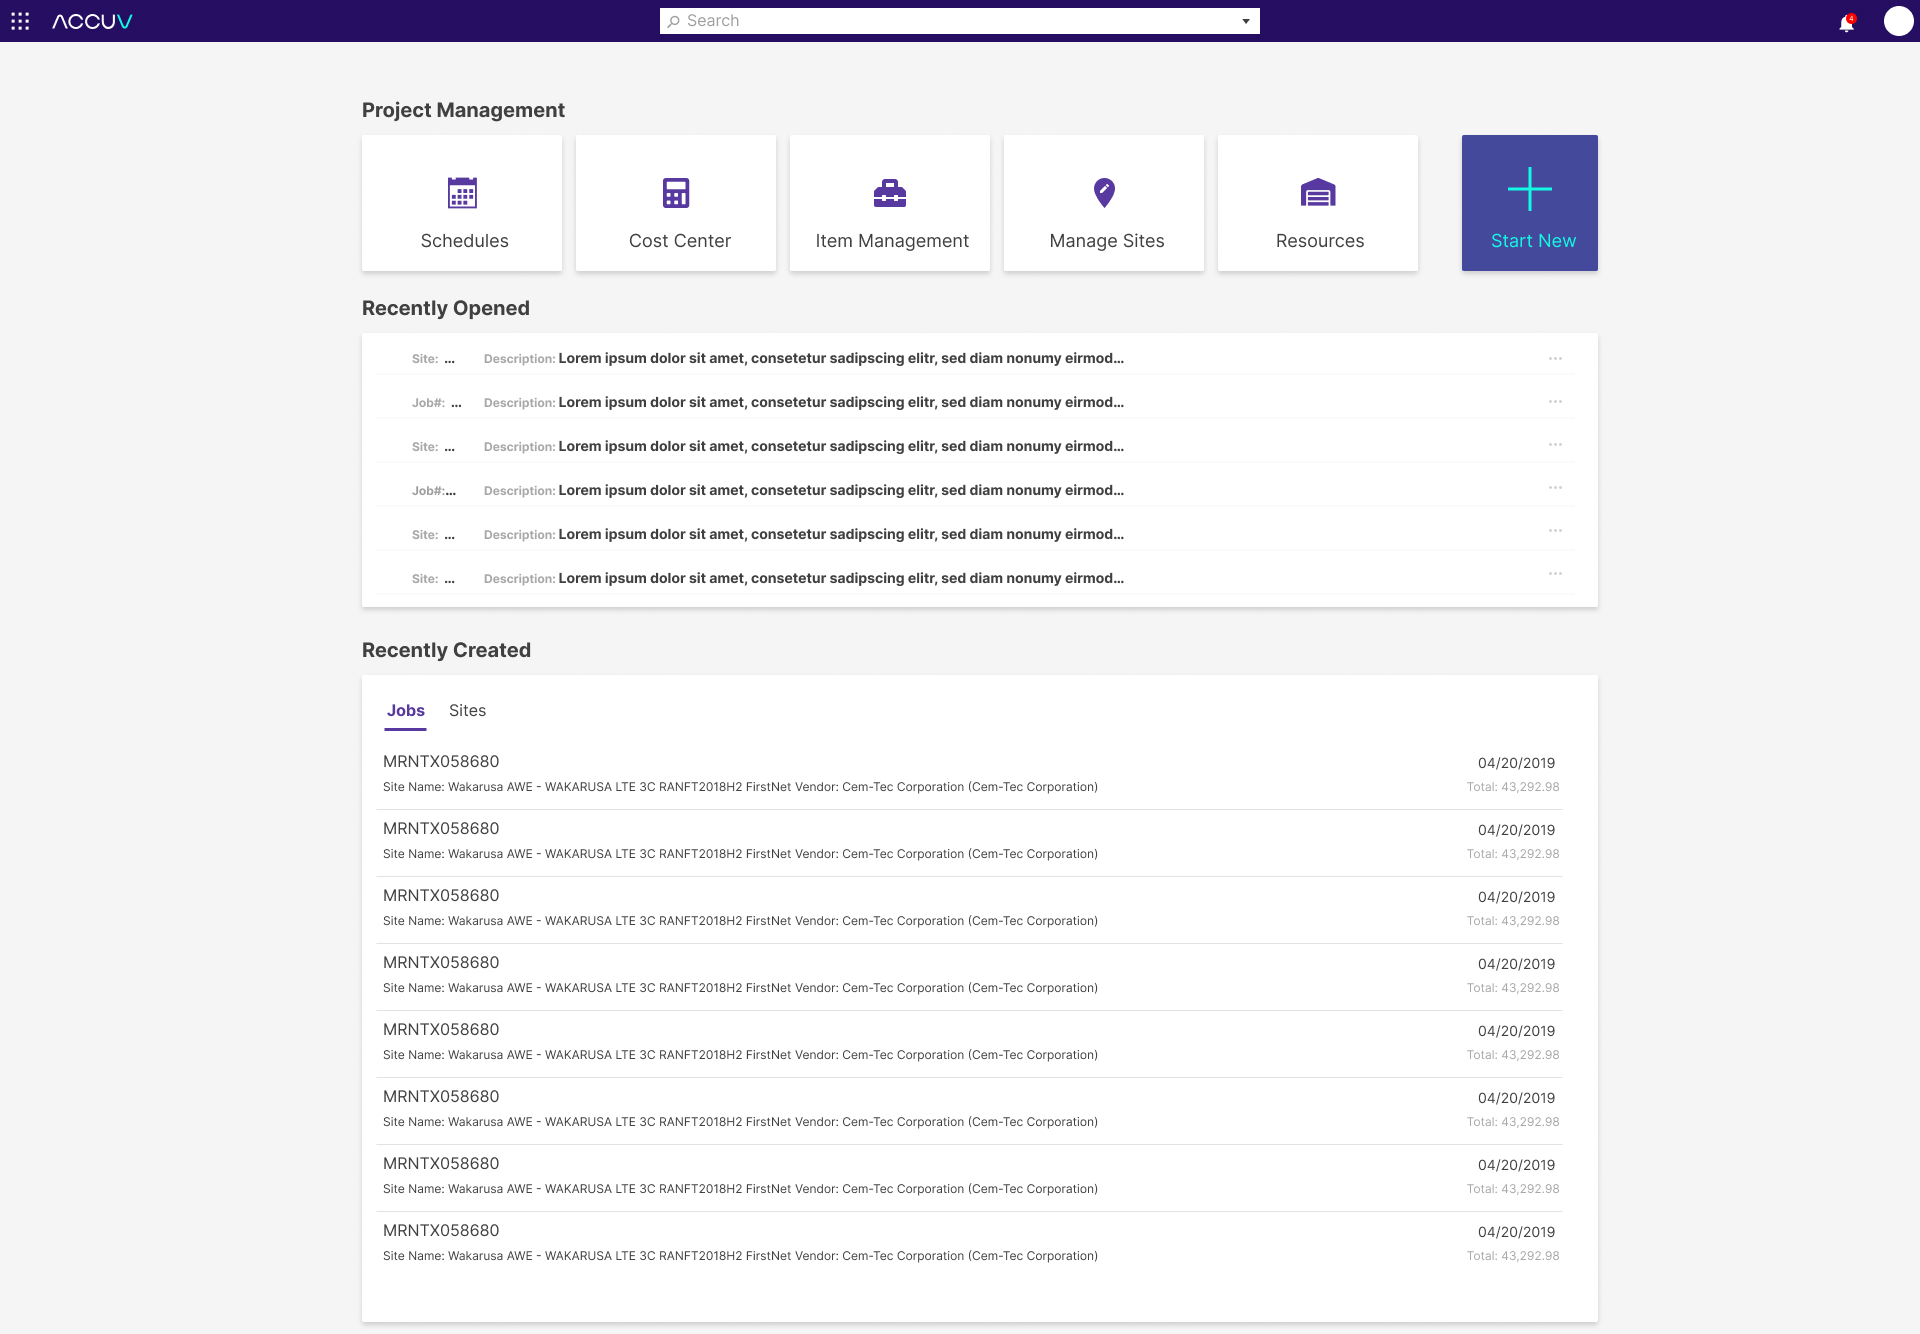 ACCUV
Search
4
Project Management
Schedules
Cost Center
Item Management
Manage Sites
Resources
Start New
Recently Opened
Site: ... Description: Lorem ipsum dolor sit amet, consetetur sadipscing elitr, sed diam nonumy eirmod...
Job#: ... Description: Lorem ipsum dolor sit amet, consetetur sadipscing elitr, sed diam nonumy eirmod...
Site: ... Description: Lorem ipsum dolor sit amet, consetetur sadipscing elitr, sed diam nonumy eirmod...
Job#:... Description: Lorem ipsum dolor sit amet, consetetur sadipscing elitr, sed diam nonumy eirmod...
Site: ... Description: Lorem ipsum dolor sit amet, consetetur sadipscing elitr, sed diam nonumy eirmod...
Site: ... Description: Lorem ipsum dolor sit amet, consetetur sadipscing elitr, sed diam nonumy eirmod...
Recently Created
Jobs Sites
MRNTX058680 04/20/2019
Site Name: Wakarusa AWE - WAKARUSA LTE 3C RANFT2018H2 FirstNet Vendor: Cem-Tec Corporation (Cem-Tec Corporation) Total: 43,292.98
MRNTX058680 04/20/2019
Site Name: Wakarusa AWE - WAKARUSA LTE 3C RANFT2018H2 FirstNet Vendor: Cem-Tec Corporation (Cem-Tec Corporation) Total: 43,292.98
MRNTX058680 04/20/2019
Site Name: Wakarusa AWE - WAKARUSA LTE 3C RANFT2018H2 FirstNet Vendor: Cem-Tec Corporation (Cem-Tec Corporation) Total: 43,292.98
MRNTX058680 04/20/2019
Site Name: Wakarusa AWE - WAKARUSA LTE 3C RANFT2018H2 FirstNet Vendor: Cem-Tec Corporation (Cem-Tec Corporation) Total: 43,292.98
MRNTX058680 04/20/2019
Site Name: Wakarusa AWE - WAKARUSA LTE 3C RANFT2018H2 FirstNet Vendor: Cem-Tec Corporation (Cem-Tec Corporation) Total: 43,292.98
MRNTX058680 04/20/2019
Site Name: Wakarusa AWE - WAKARUSA LTE 3C RANFT2018H2 FirstNet Vendor: Cem-Tec Corporation (Cem-Tec Corporation) Total: 43,292.98
MRNTX058680 04/20/2019
Site Name: Wakarusa AWE - WAKARUSA LTE 3C RANFT2018H2 FirstNet Vendor: Cem-Tec Corporation (Cem-Tec Corporation) Total: 43,292.98
MRNTX058680 04/20/2019
Site Name: Wakarusa AWE - WAKARUSA LTE 3C RANFT2018H2 FirstNet Vendor: Cem-Tec Corporation (Cem-Tec Corporation) Total: 43,292.98